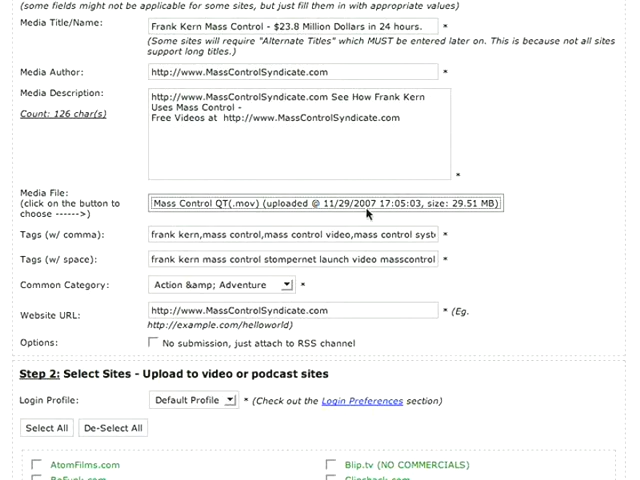 (some fields might not be applicable for some sites, but just fill them in with appropriate values)
Media Title/Name: Frank Kern Mass Control - $23.8 Million Dollars in 24 hours. *
(Some sites will require "Alternate Titles" which MUST be entered later on. This is because not all sites
support long titles.)
Media Author: http://www.MassControlSyndicate.com *
Media Description: http://www.MassControlSyndicate.com See How Frank Kern
Uses Mass Control -
Count: 126 char(s) Free Videos at http://www.MassControlSyndicate.com
*
Media File:
(click on the button to Mass Control QT(.mov) (uploaded @ 11/29/2007 17:05:03, size: 29.51 MB)
choose ------>)
Tags (w/ comma): frank kern,mass control,mass control video,mass control syst *
Tags (w/ space): frank kern mass control stompernet launch video masscontrol *
Common Category: Action &amp; Adventure *
Website URL: http://www.MassControlSyndicate.com * (Eg.
http://example.com/helloworld)
Options: No submission, just attach to RSS channel
Step 2: Select Sites - Upload to video or podcast sites
Login Profile: Default Profile * (Check out the Login Preferences section)
Select All De-Select All
AtomFilms.com Blip.tv (NO COMMERCIALS)